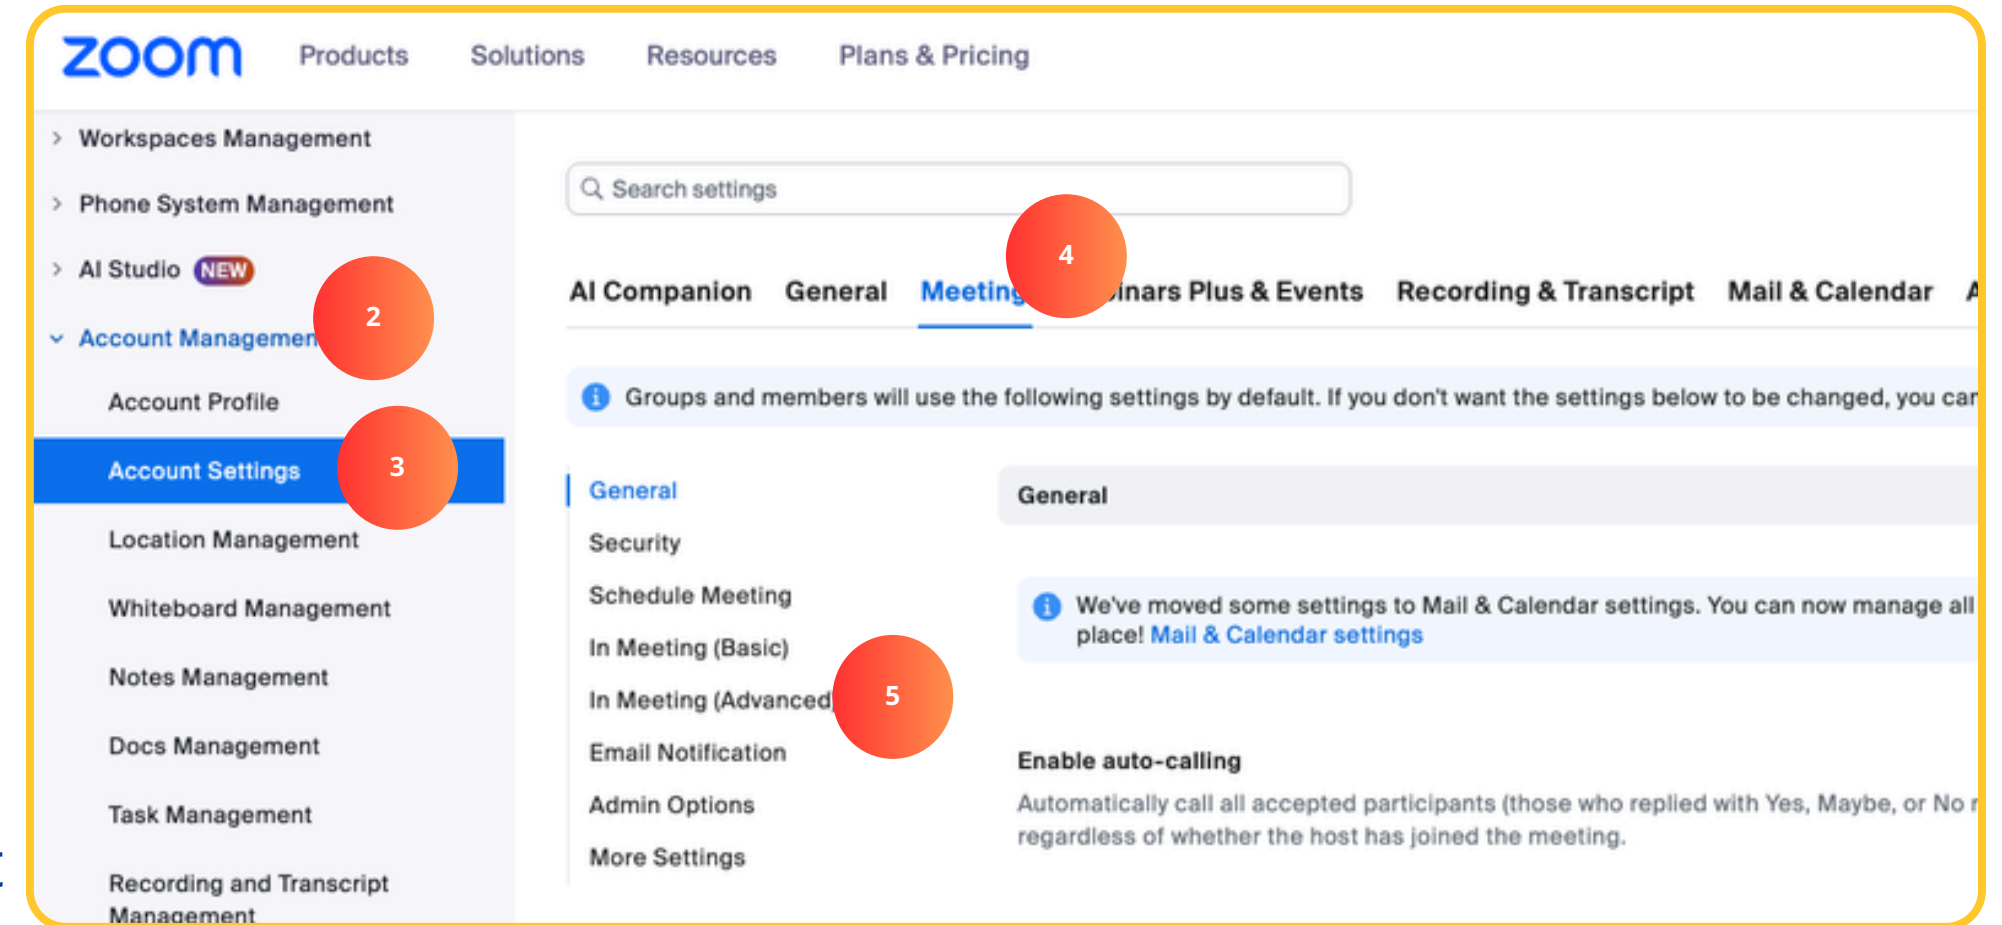 zoom Products Solutions Resources Plans & Pricing
Workspaces Management
Phone System Management
AI Studio NEW
2
Account Managemen
Account Profile
Account Settings
3
Location Management
Whiteboard Management
Notes Management
Docs Management
Task Management
Recording and Transcript
Management
Search settings
4
AI Companion General Meeting inars Plus & Events Recording & Transcript Mail & Calendar A
Groups and members will use the following settings by default. If you don't want the settings below to be changed, you can
General
Security
Schedule Meeting
In Meeting (Basic)
In Meeting (Advanced)
5
Email Notification
Admin Options
More Settings
General
We've moved some settings to Mail & Calendar settings. You can now manage all
place! Mail & Calendar settings
Enable auto-calling
Automatically call all accepted participants (those who replied with Yes, Maybe, or No r
regardless of whether the host has joined the meeting.